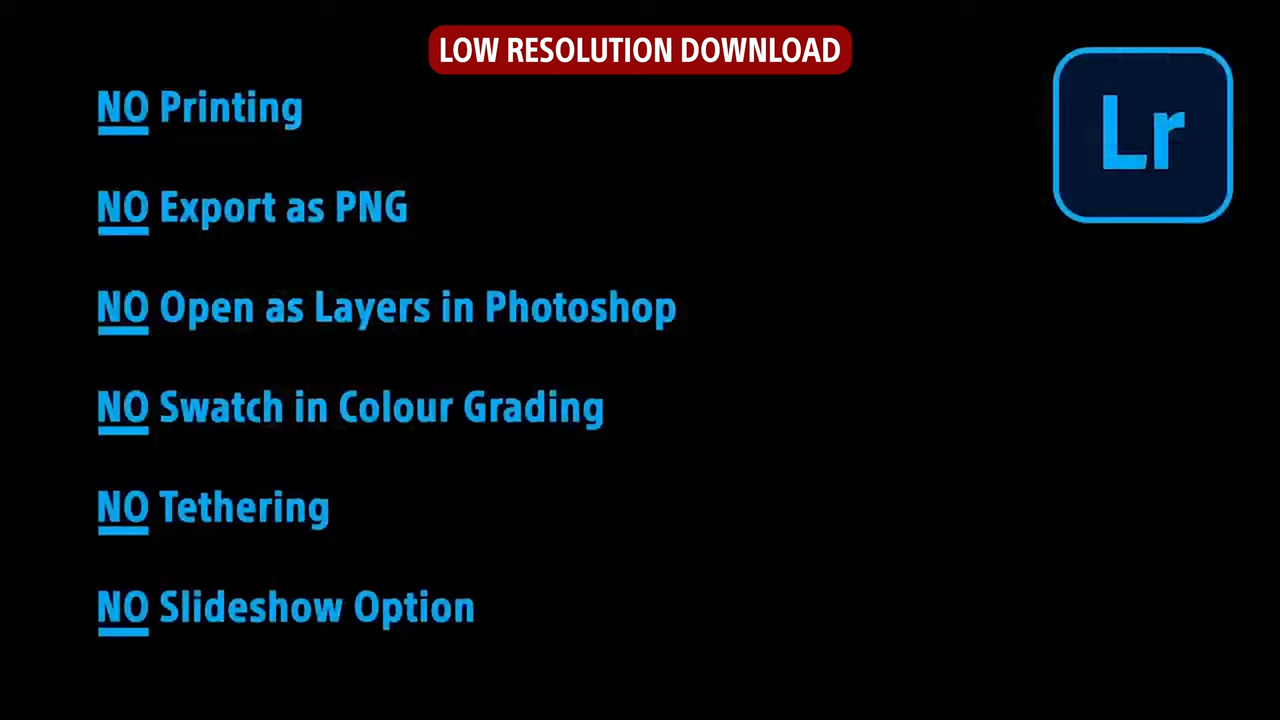 LOW RESOLUTION DOWNLOAD
NO Printing
Lr
NO Export as PNG
NO Open as Layers in Photoshop
NO Swatch in Colour Grading
NO Tethering
NO Slideshow Option